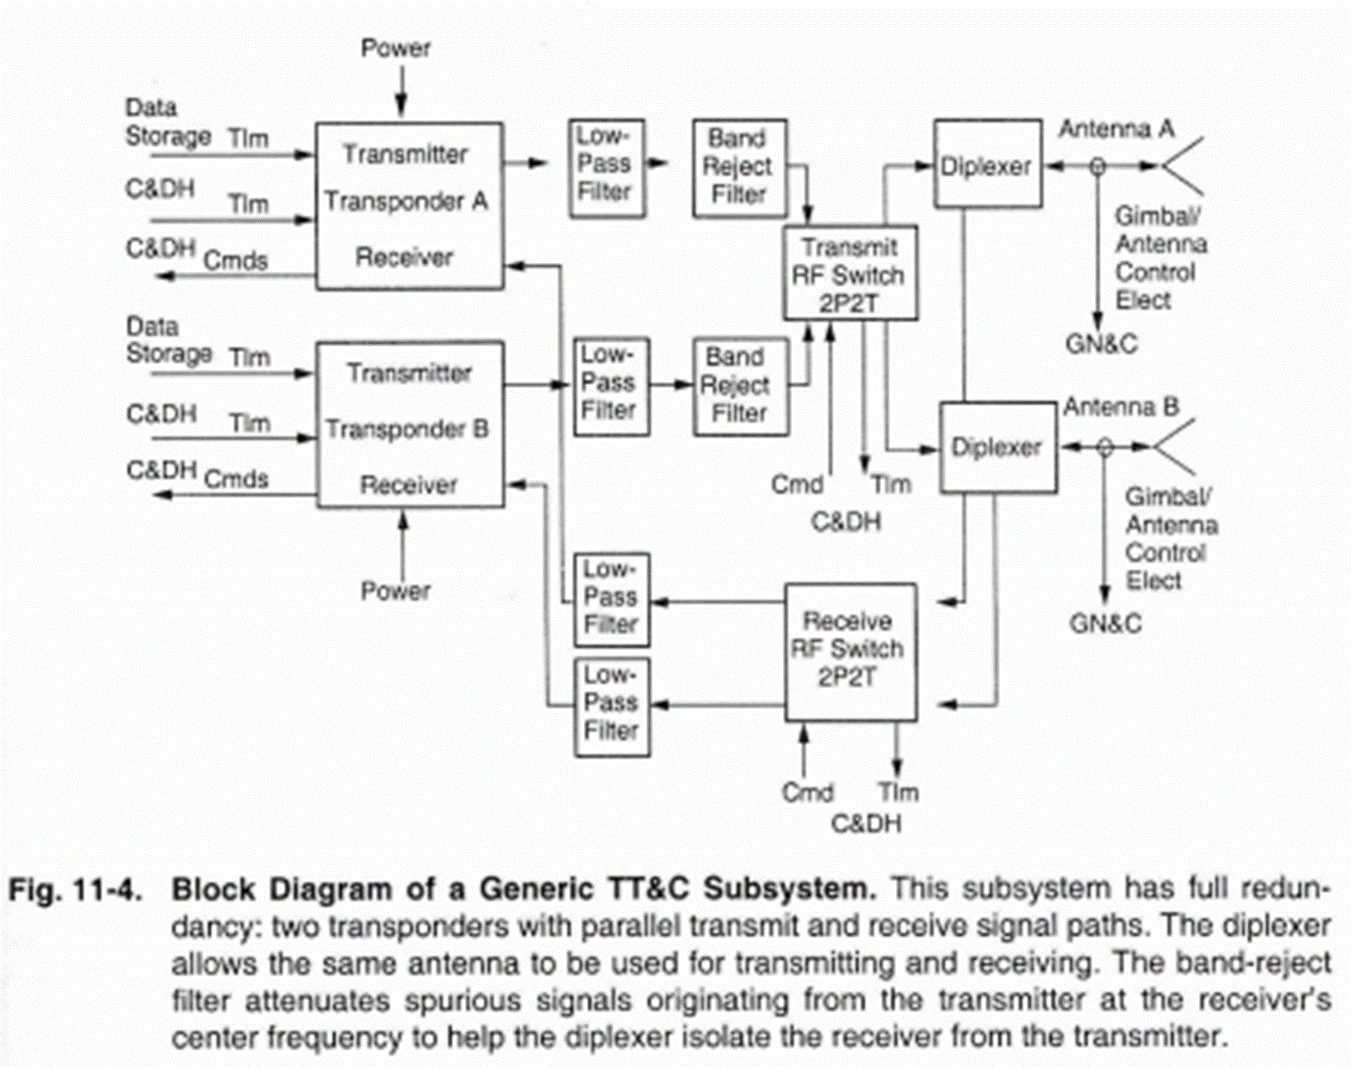 Power
Data
Storage Tlm
C&DH
Tlm
C&DH Cmds
Transmitter
Transponder A
Receiver
Low-
Pass
Filter
Band
Reject
Filter
Transmit
RF Switch
2P2T
Diplexer
Antenna A
Gimbal/
Antenna
Control
Elect
GN&C
Data
Storage Tlm
C&DH
Tlm
C&DH Cmds
Transmitter
Transponder B
Receiver
Power
Low-
Pass
Filter
Band
Reject
Filter
Cmd Tlm
C&DH
Diplexer
Antenna B
Gimbal/
Antenna
Control
Elect
GN&C
Low-
Pass
Filter
Low-
Pass
Filter
Receive
RF Switch
2P2T
Cmd Tlm
C&DH
Fig. 11-4. Block Diagram of a Generic TT&C Subsystem. This subsystem has full redun-
dancy: two transponders with parallel transmit and receive signal paths. The diplexer
allows the same antenna to be used for transmitting and receiving. The band-reject
filter attenuates spurious signals originating from the transmitter at the receiver's
center frequency to help the diplexer isolate the receiver from the transmitter.